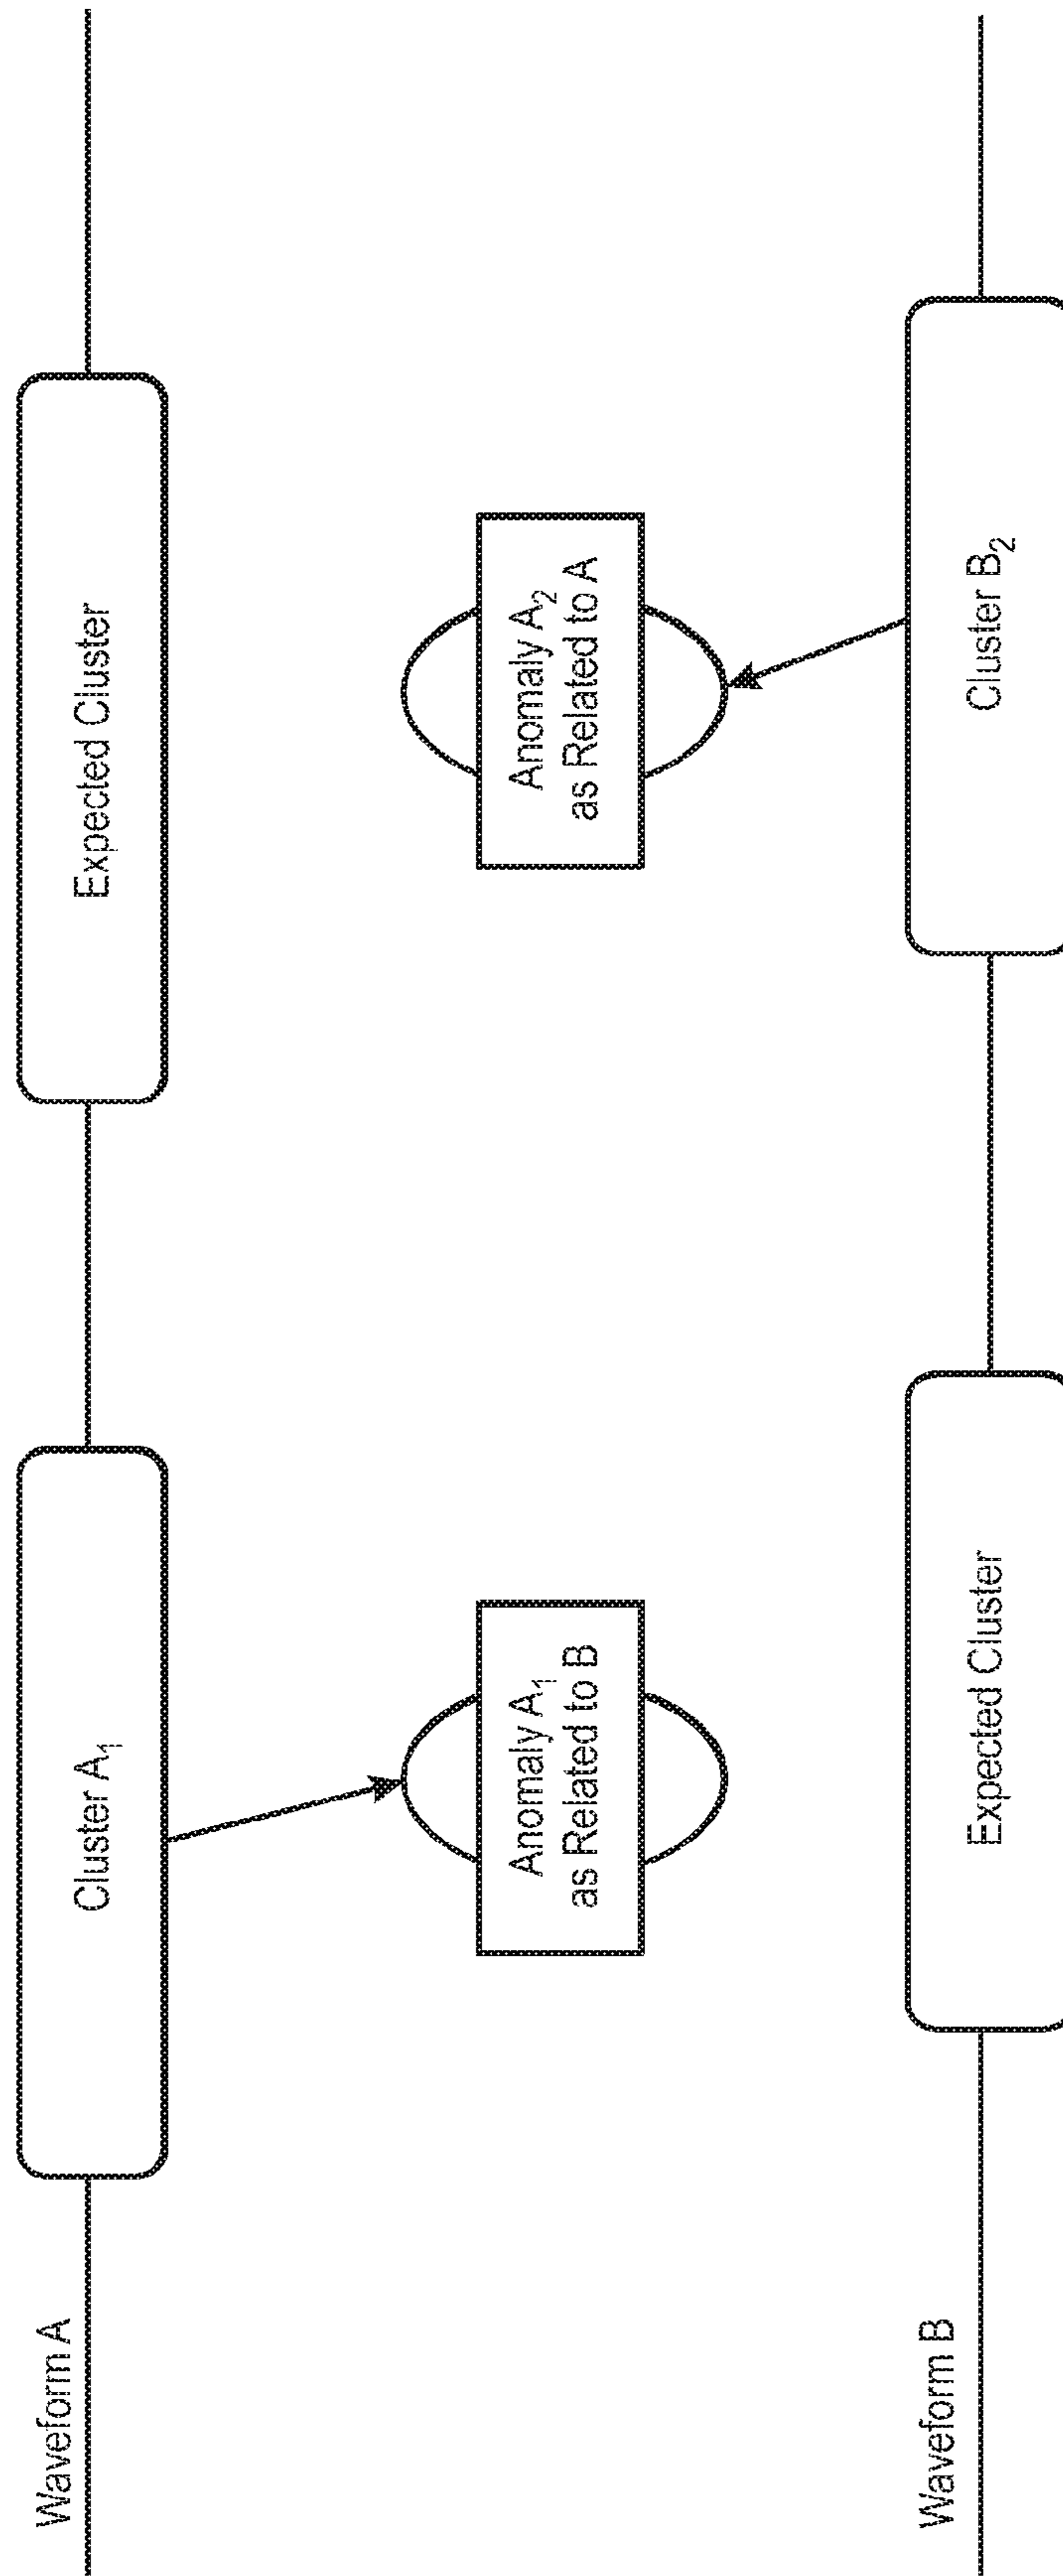 Waveform A
Cluster A₁
Expected Cluster
Anomaly A₁
as Related to B
Anomaly A₂
as Related to A
Waveform B
Expected Cluster
Cluster B₂